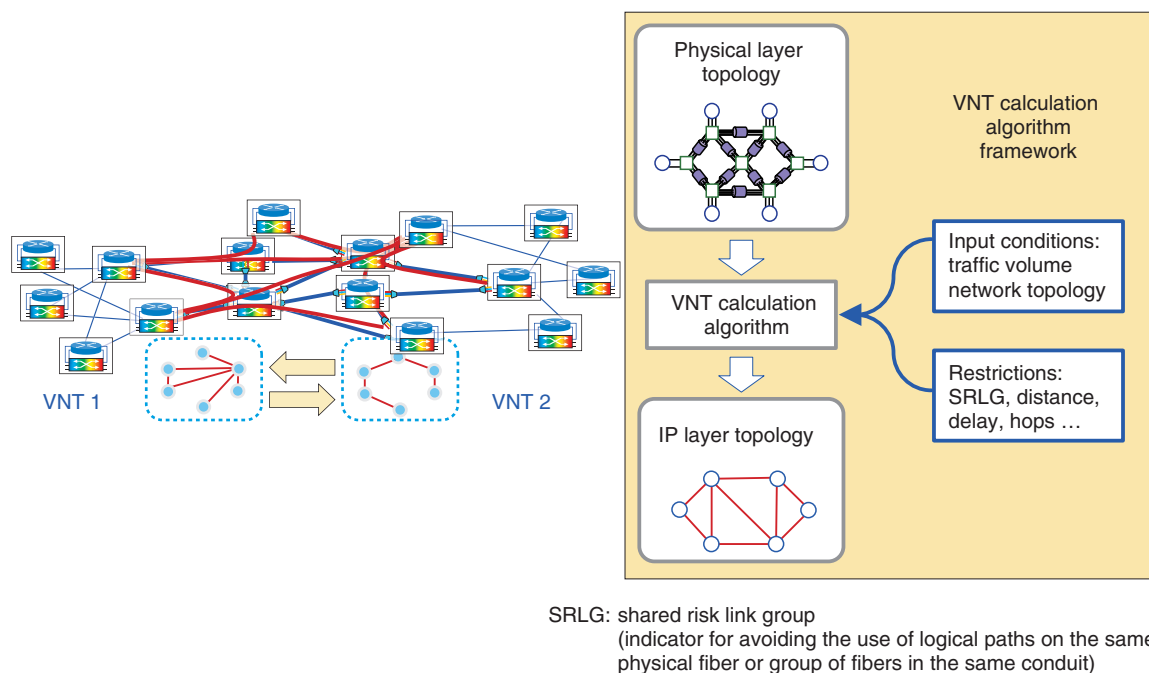 Physical layer
topology
VNT calculation
algorithm
framework
Input conditions:
traffic volume
network topology
VNT calculation
algorithm
Restrictions:
SRLG, distance,
delay, hops …
IP layer topology
VNT 1
VNT 2
SRLG: shared risk link group
(indicator for avoiding the use of logical paths on the same
physical fiber or group of fibers in the same conduit)